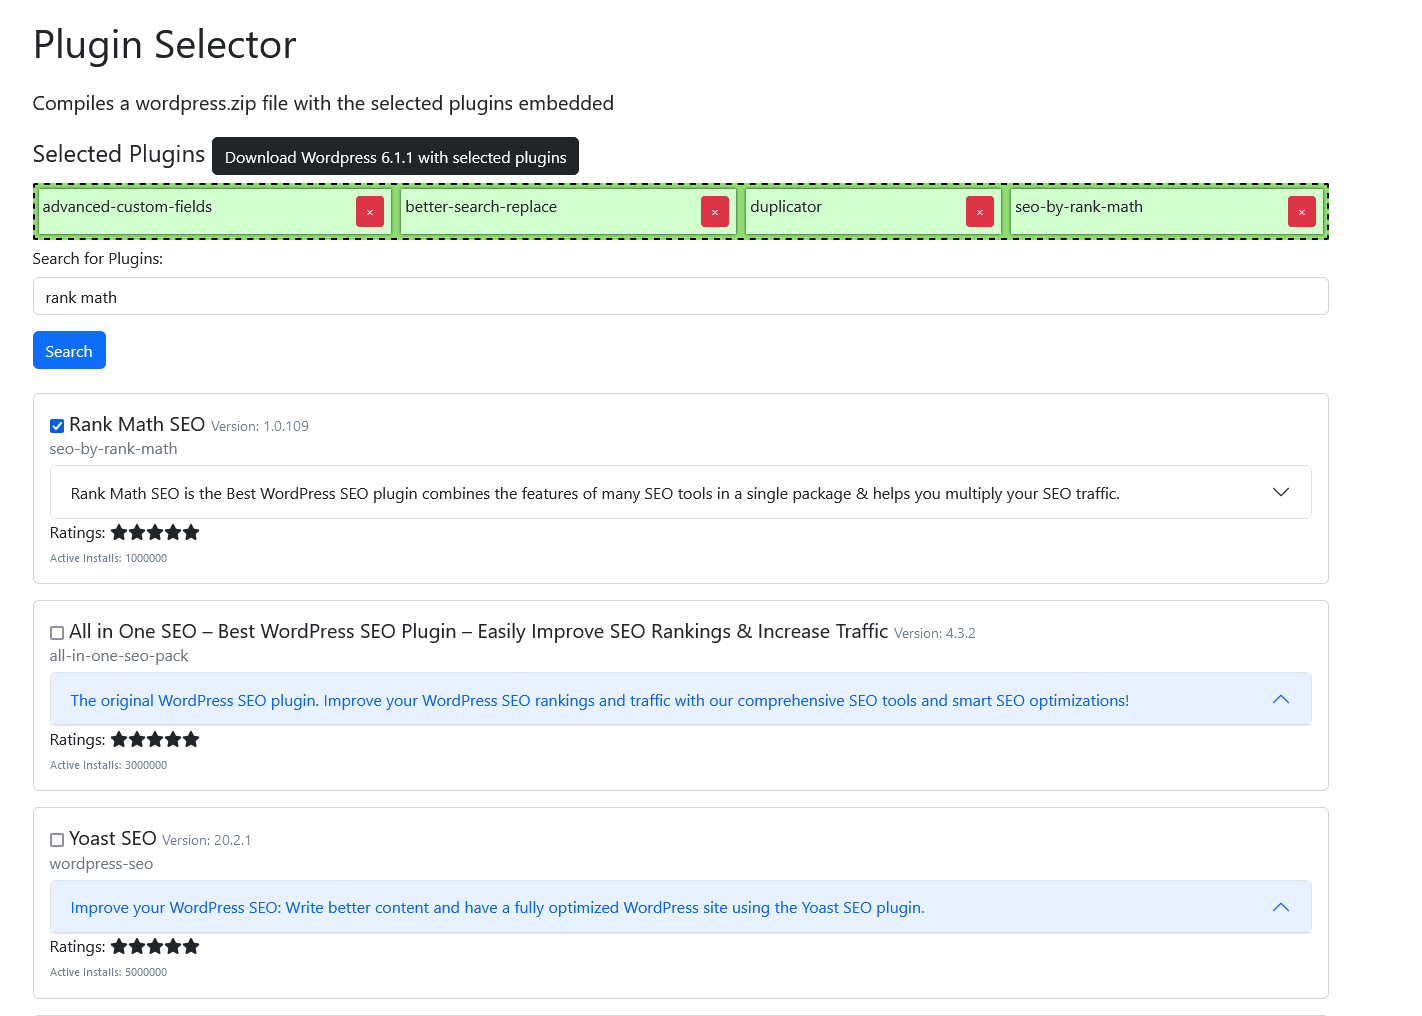 Plugin Selector
Compiles a wordpress.zip file with the selected plugins embedded
Selected Plugins Download Wordpress 6.1.1 with selected plugins
advanced-custom-fields × better-search-replace × duplicator × seo-by-rank-math ×
Search for Plugins:
rank math
Search
Rank Math SEO Version: 1.0.109
seo-by-rank-math
Rank Math SEO is the Best WordPress SEO plugin combines the features of many SEO tools in a single package & helps you multiply your SEO traffic.
Ratings: ★★★★★
Active Installs: 1000000
All in One SEO – Best WordPress SEO Plugin – Easily Improve SEO Rankings & Increase Traffic Version: 4.3.2
all-in-one-seo-pack
The original WordPress SEO plugin. Improve your WordPress SEO rankings and traffic with our comprehensive SEO tools and smart SEO optimizations!
Ratings: ★★★★★
Active Installs: 3000000
Yoast SEO Version: 20.2.1
wordpress-seo
Improve your WordPress SEO: Write better content and have a fully optimized WordPress site using the Yoast SEO plugin.
Ratings: ★★★★★
Active Installs: 5000000